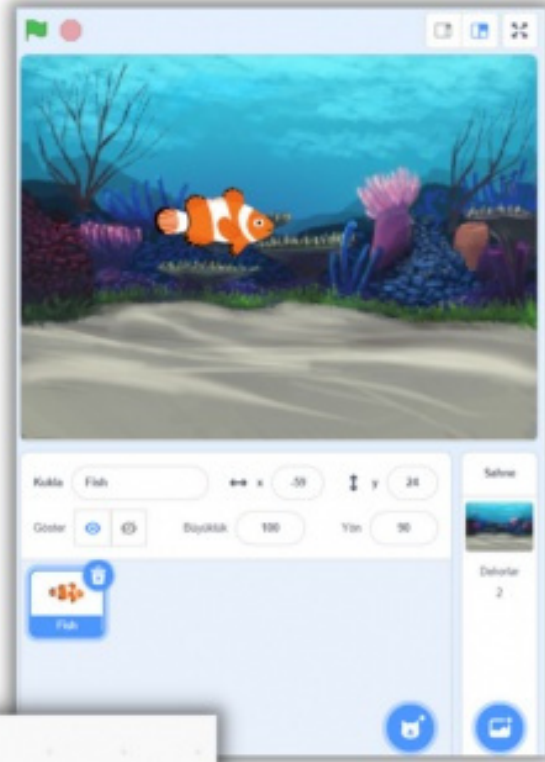 Kukla Fish x -59 y 24 Sahne
Göster Büyüklük 100 Yön 90
Dekorlar
2
Fish